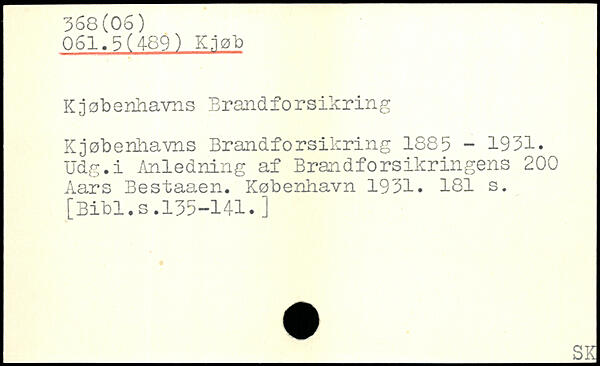 368(06)
061.5(489) Kjøb
Kjøbenhavns Brandforsikring
Kjøbenhavns Brandforsikring 1885 - 1931.
Udg.i Anledning af Brandforsikringens 200
Aars Bestaaen. København 1931. 181 s.
[Bibl.s.135-141.]
SK